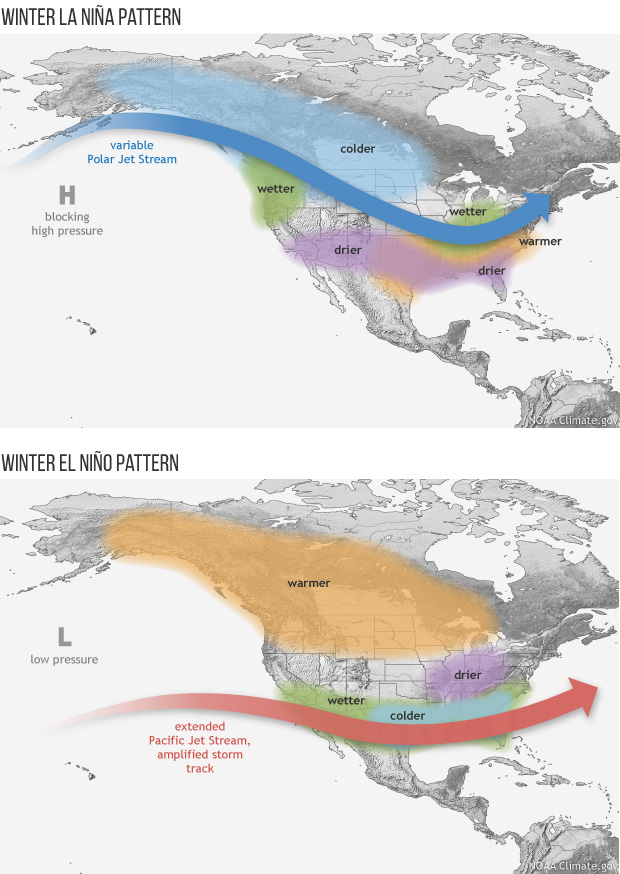 WINTER LA NIÑA PATTERN
variable
Polar Jet Stream
colder
H
blocking
high pressure
wetter
wetter
warmer
drier
drier
NOAA Climate.gov
WINTER EL NIÑO PATTERN
warmer
L
low pressure
drier
wetter
colder
extended
Pacific Jet Stream,
amplified storm
track
NOAA Climate.gov